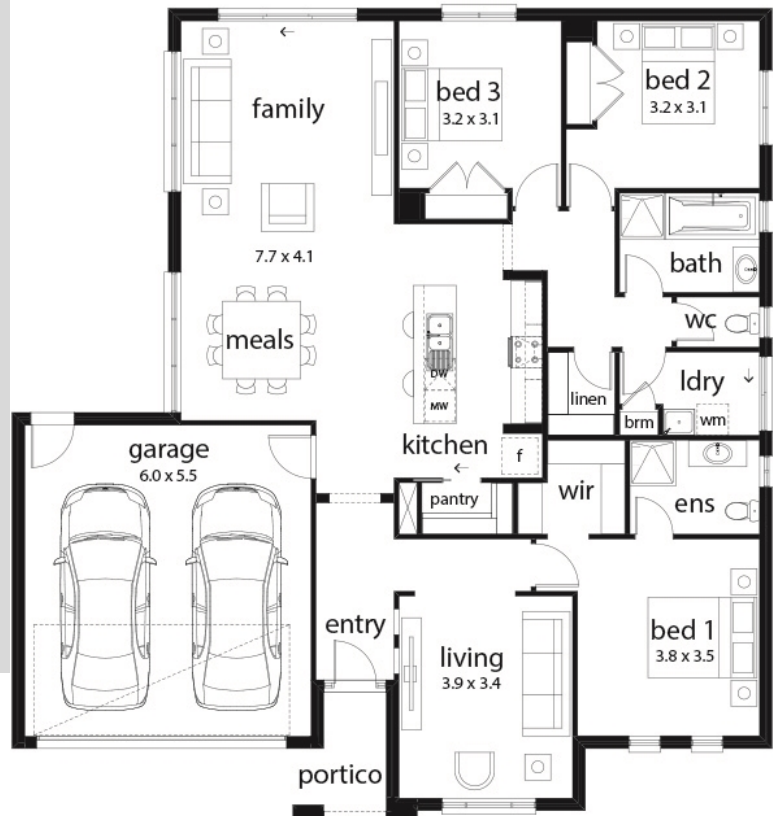 family
bed 3
3.2 x 3.1
bed 2
3.2 x 3.1
7.7 x 4.1
bath
meals
wc
DW
MW
linen
ldry
brm
wm
kitchen
f
garage
6.0 x 5.5
pantry
wir
ens
entry
living
3.9 x 3.4
bed 1
3.8 x 3.5
portico